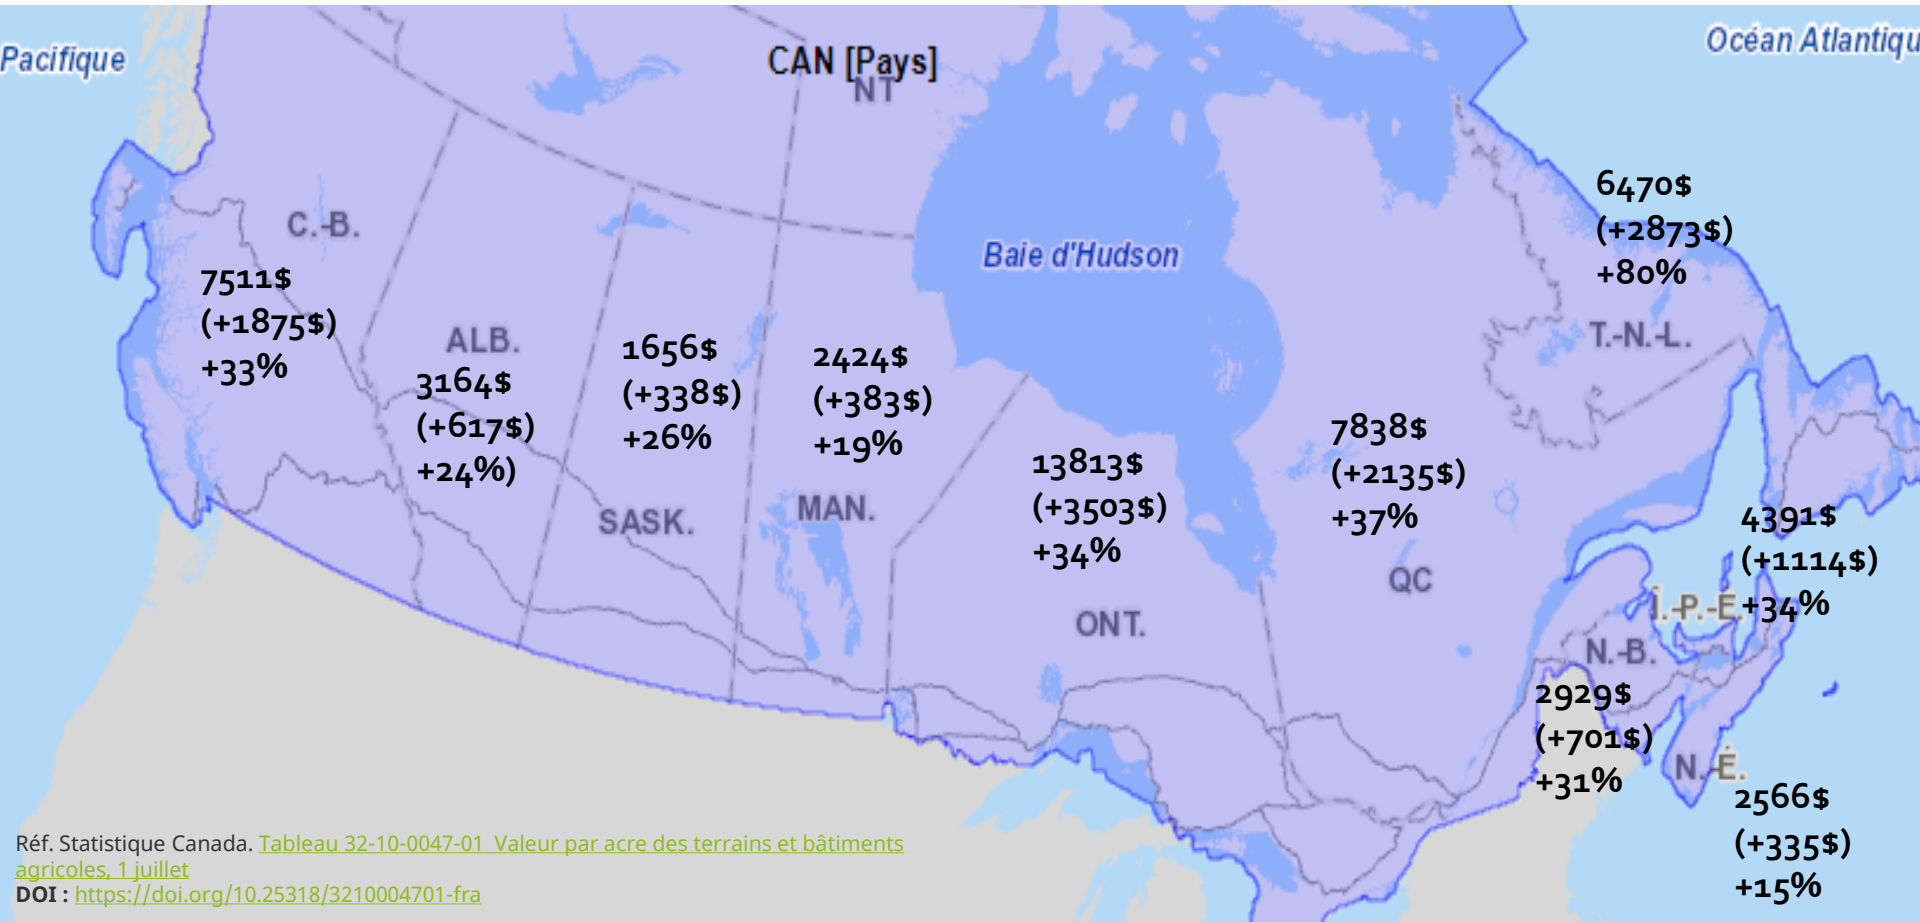 Pacifique
CAN [Pays]
Océan Atlantiqu
NT
6470$
(+2873$)
+80%
C.-B.
Baie d'Hudson
7511$
(+1875$)
+33%
ALB.
3164$
(+617$)
+24%)
1656$
(+338$)
+26%
2424$
(+383$)
+19%
T.-N.-L.
SASK.
MAN.
13813$
(+3503$)
+34%
7838$
(+2135$)
+37%
QC
ONT.
4391$
(+1114$)
+34%
Î.-P.-É.
N.-B.
2929$
(+701$)
+31%
N.-É.
2566$
(+335$)
+15%
Réf. Statistique Canada. Tableau 32-10-0047-01 Valeur par acre des terrains et bâtiments
agricoles, 1 juillet
DOI : https://doi.org/10.25318/3210004701-fra